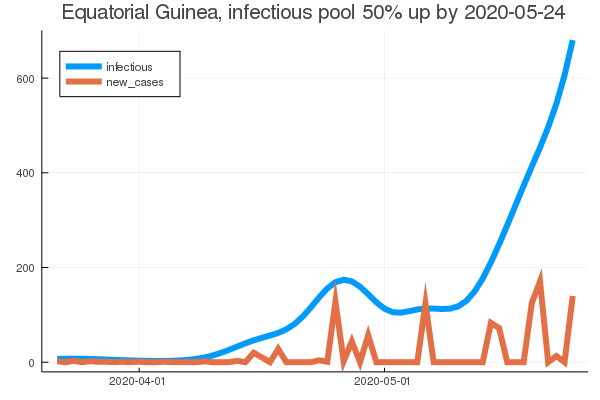 Equatorial Guinea, infectious pool 50% up by 2020-05-24
infectious
new_cases
600
400
200
0
2020-04-01 2020-05-01